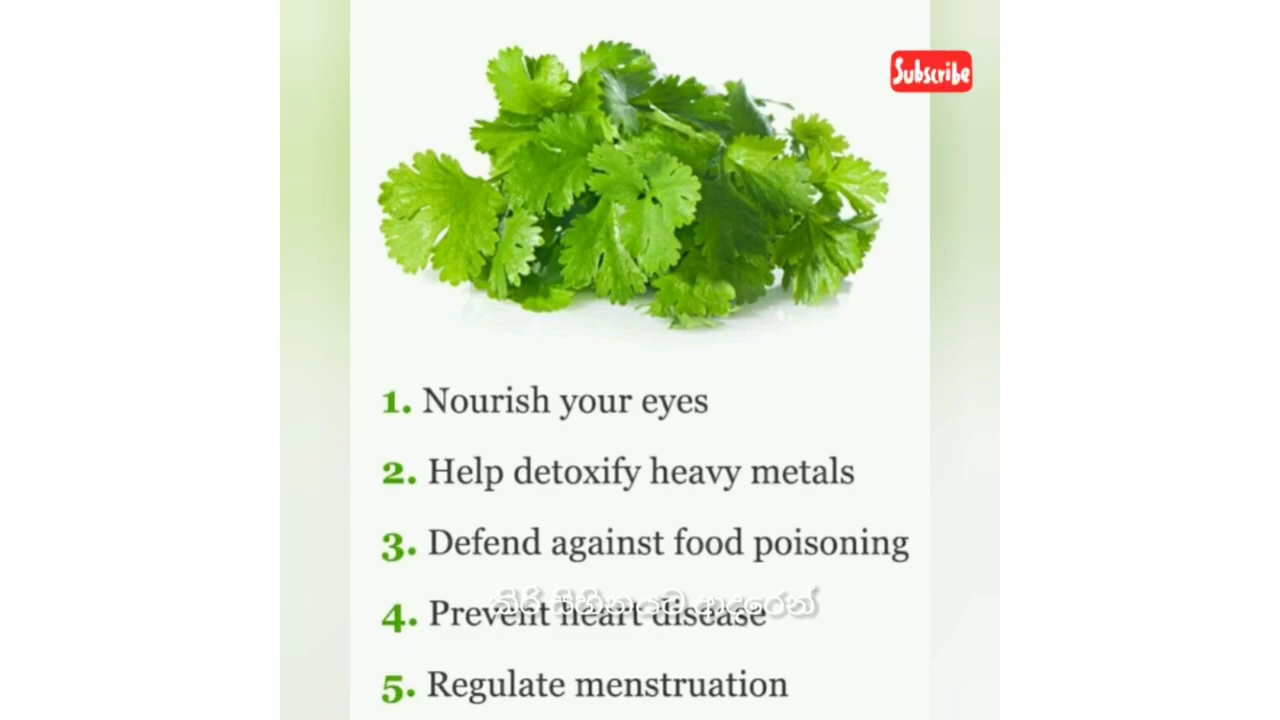 Subscribe
1. Nourish your eyes
2. Help detoxify heavy metals
3. Defend against food poisoning
ආදරෙන්
4. Prevent heart disease
5. Regulate menstruation